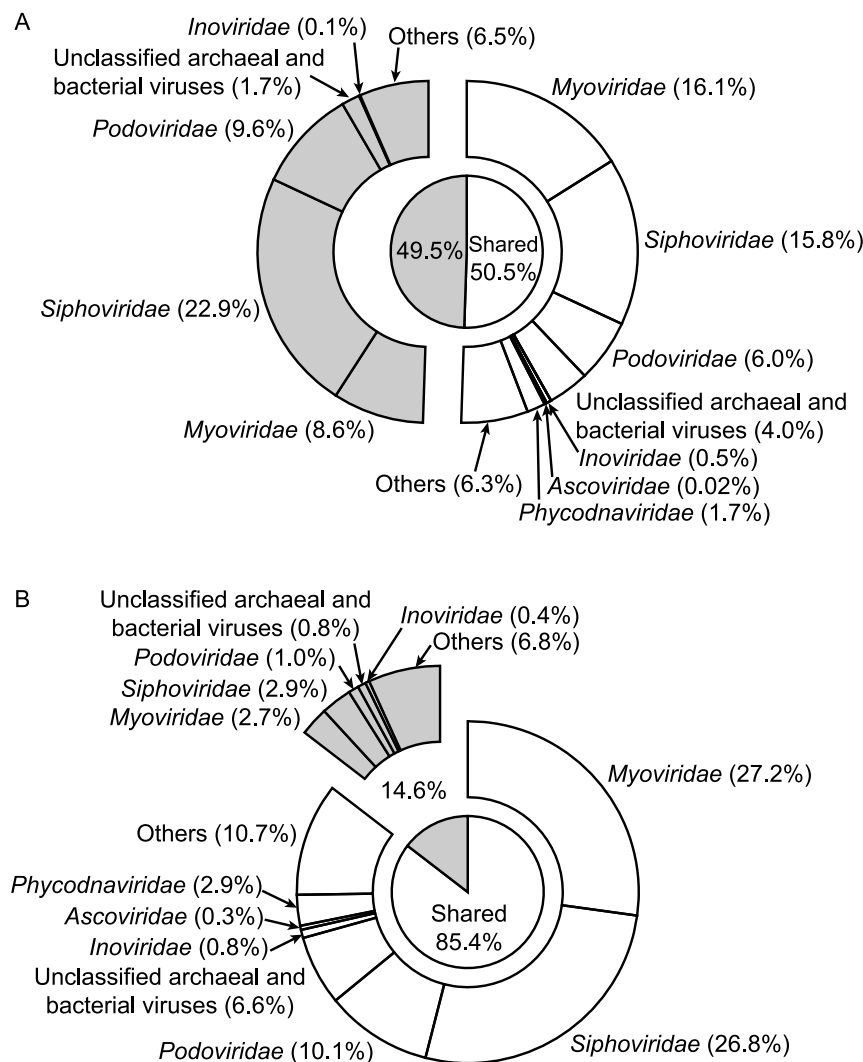 A
Inoviridae (0.1%)
Others (6.5%)
Unclassified archaeal and
bacterial viruses (1.7%)
Podoviridae (9.6%)
Siphoviridae (22.9%)
Myoviridae (8.6%)
49.5%
Shared
50.5%
Myoviridae (16.1%)
Siphoviridae (15.8%)
Podoviridae (6.0%)
Unclassified archaeal and
bacterial viruses (4.0%)
Inoviridae (0.5%)
Ascoviridae (0.02%)
Phycodnaviridae (1.7%)
Others (6.3%)
B
Unclassified archaeal and
bacterial viruses (0.8%)
Inoviridae (0.4%)
Others (6.8%)
Podoviridae (1.0%)
Siphoviridae (2.9%)
Myoviridae (2.7%)
14.6%
Myoviridae (27.2%)
Others (10.7%)
Phycodnaviridae (2.9%)
Ascoviridae (0.3%)
Inoviridae (0.8%)
Unclassified archaeal and
bacterial viruses (6.6%)
Podoviridae (10.1%)
Shared
85.4%
Siphoviridae (26.8%)